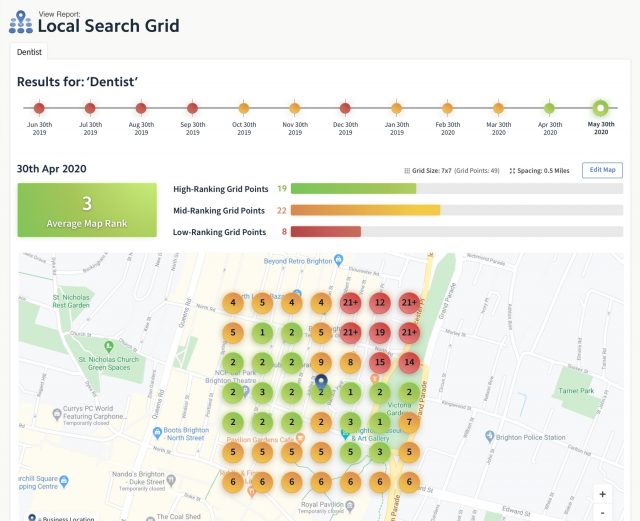 View Report:
Local Search Grid
Dentist
Results for: ‘Dentist’
Jun 30th 2019
Jul 30th 2019
Aug 30th 2019
Sep 30th 2019
Oct 30th 2019
Nov 30th 2019
Dec 30th 2019
Jan 30th 2020
Feb 30th 2020
Mar 30th 2020
Apr 30th 2020
May 30th 2020
30th Apr 2020
Grid Size: 7x7 (Grid Points: 49)
Spacing: 0.5 Miles
Edit Map
3
Average Map Rank
High-Ranking Grid Points 19
Mid-Ranking Grid Points 22
Low-Ranking Grid Points 8
Beyond Retro Brighton
Richmond Parade
Grand Parade
Queens Rd
St. Nicholas
Rest Garden
North Rd
4 5 4 4 21+ 12 21+
Church St
5 1 2 5 21+ 19 21+
St. Nicholas Church
Green Spaces
2 2 2 9 8 15 14
Brighton Theatre
Tarner Park
2 3 2 2 1 2 2
Victoria
Currys PC World
Featuring Carphone...
Temporarily closed
2 2 2 2 3 1 7
Boots Brighton
- North Street
Pavilion Gardens Cafe
& Art Gallery
Brighton Police Station
5 5 5 5 5 3 5
Nando's Brighton
- Duke Street
Temporarily closed
6 6 6 6 6 6 6
Royal Pavilion
Edward St
The Coal Shed
Business Location
+
-